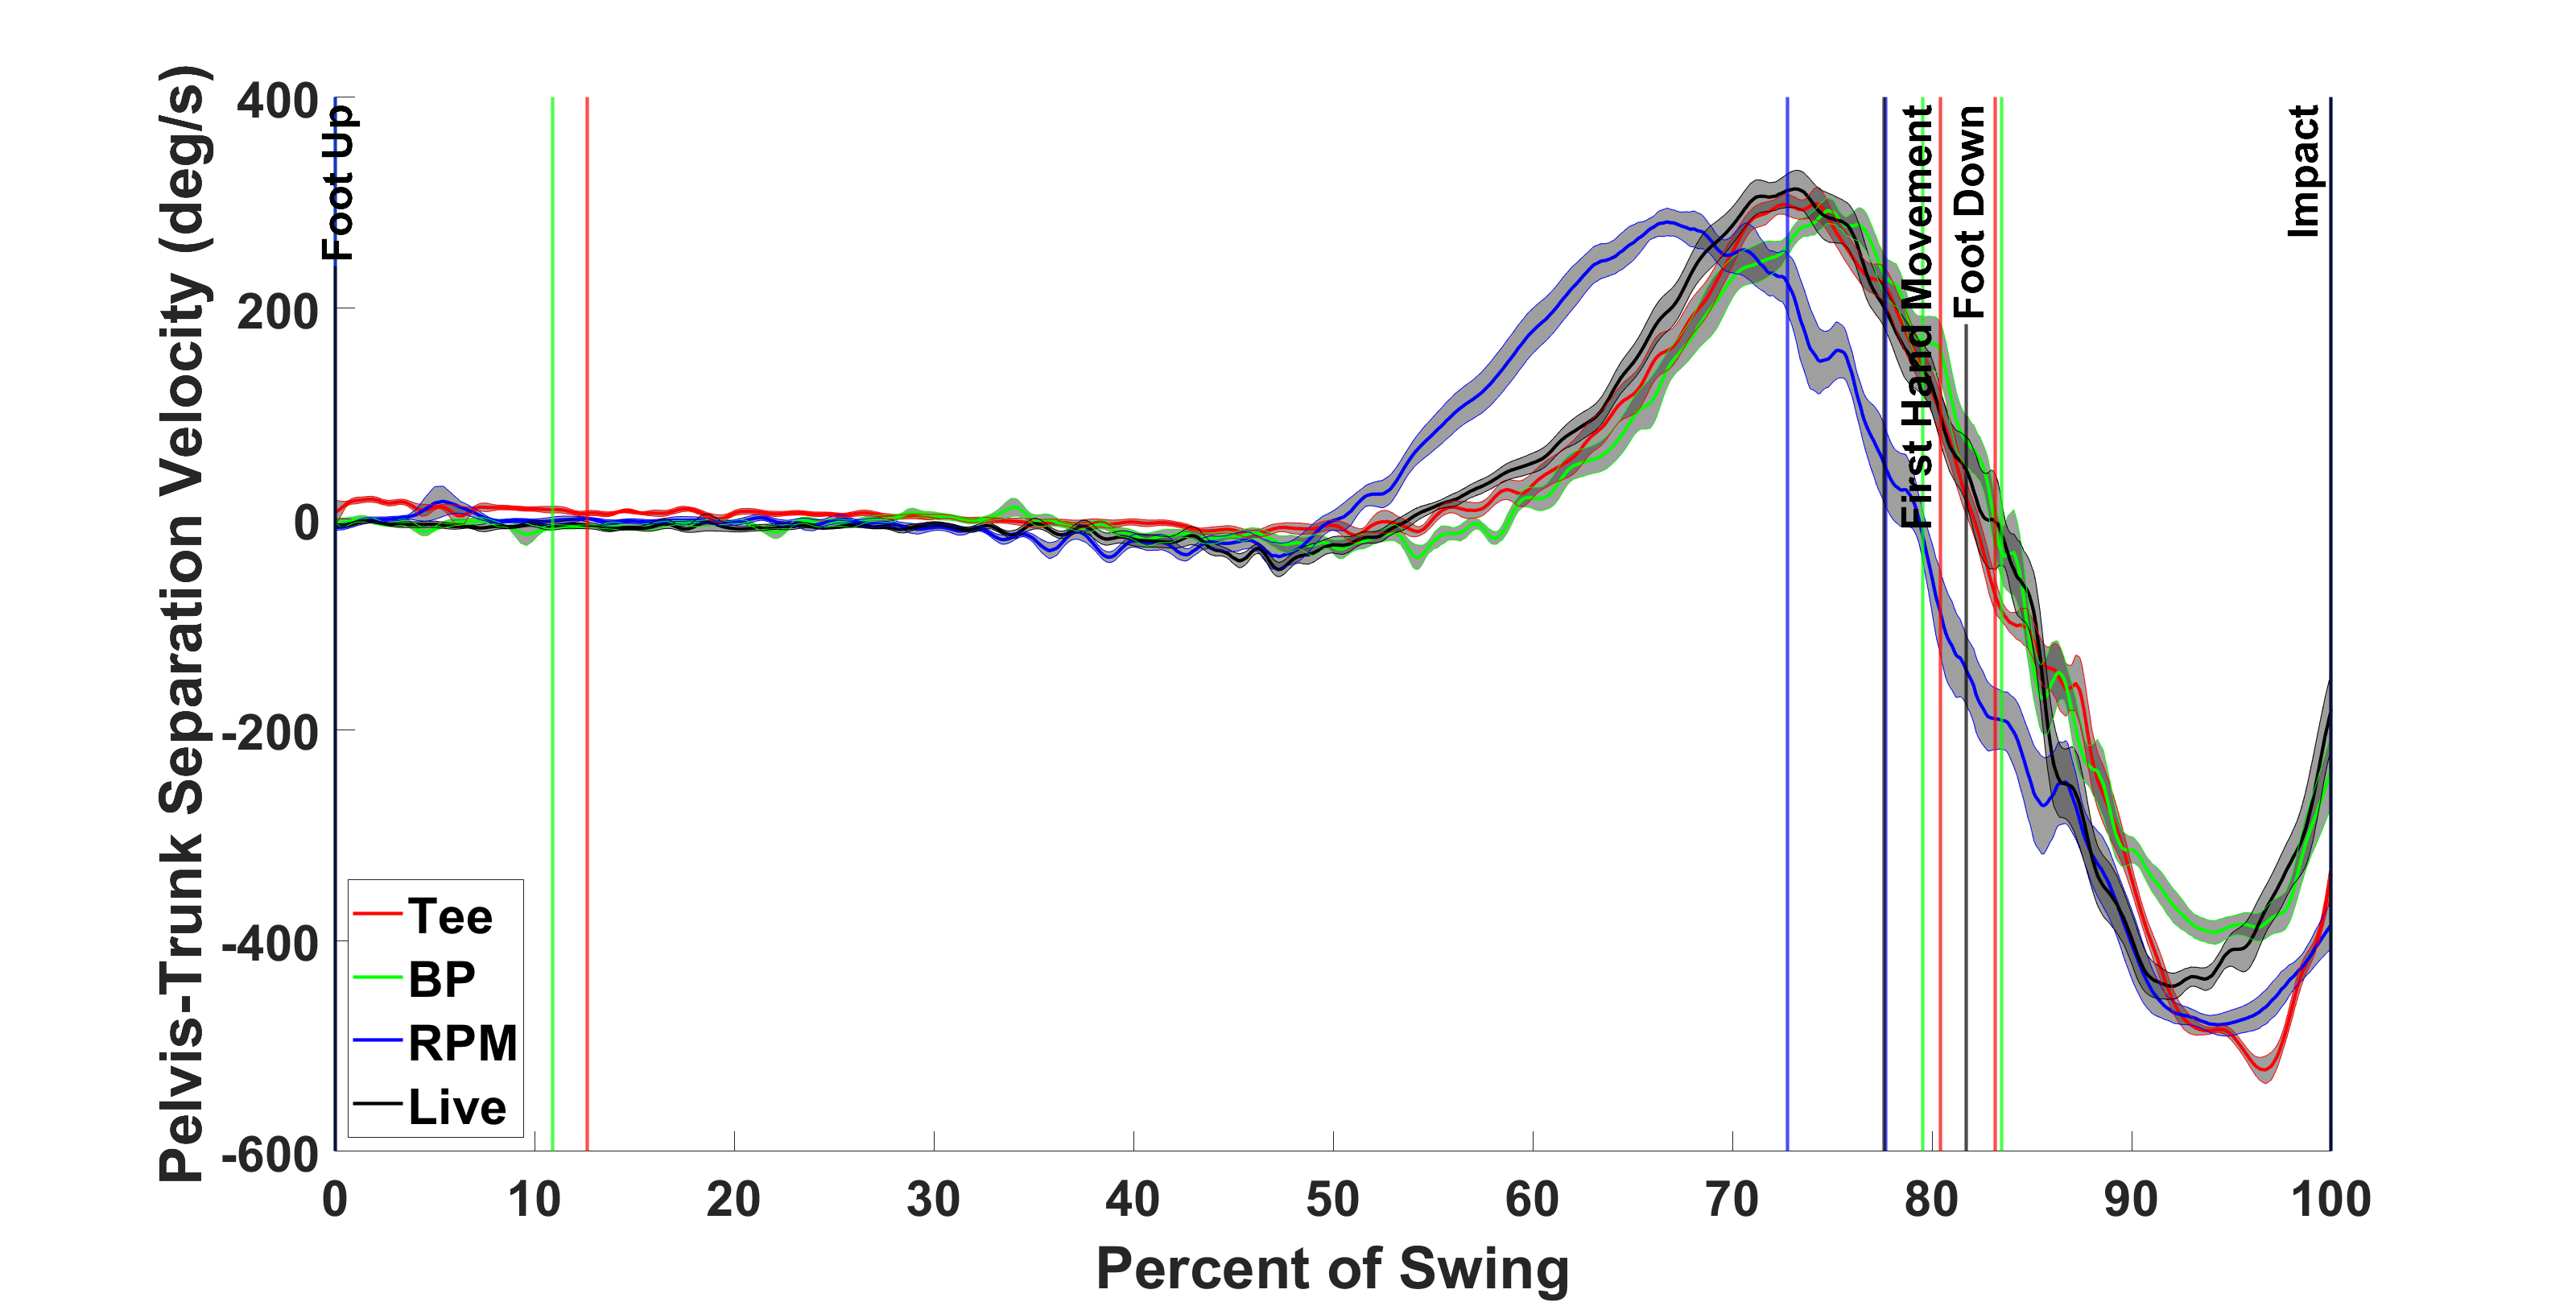 Pelvis-Trunk Separation Velocity (deg/s)
400
200
0
-200
-400
-600
Foot Up
First Hand Movement
Foot Down
Impact
Tee
BP
RPM
Live
0 10 20 30 40 50 60 70 80 90 100
Percent of Swing